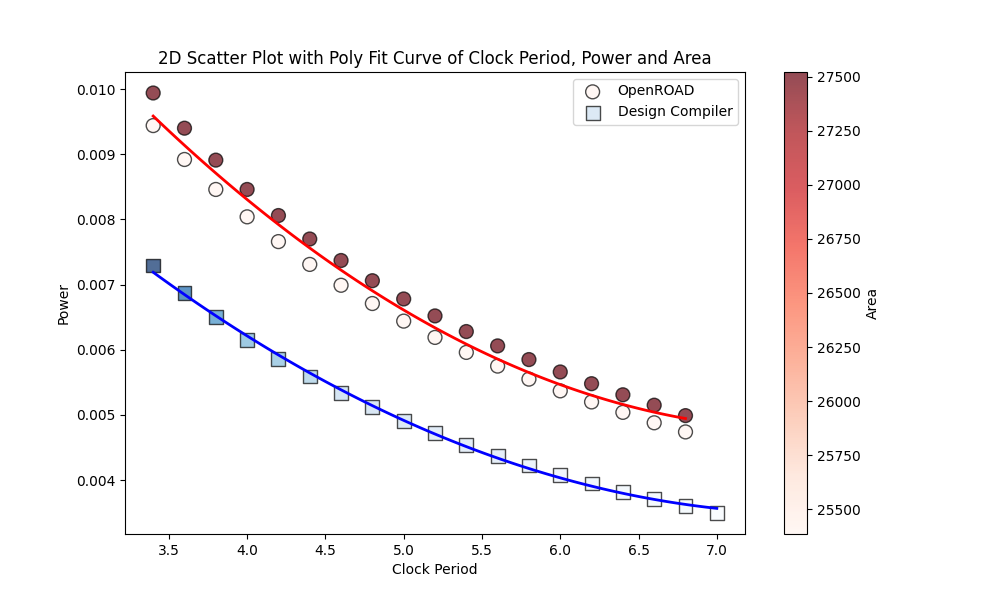 2D Scatter Plot with Poly Fit Curve of Clock Period, Power and Area
OpenROAD
Design Compiler
Power
0.010
0.009
0.008
0.007
0.006
0.005
0.004
3.5 4.0 4.5 5.0 5.5 6.0 6.5 7.0
Clock Period
27500
27250
27000
26750
26500
26250
26000
25750
25500
Area